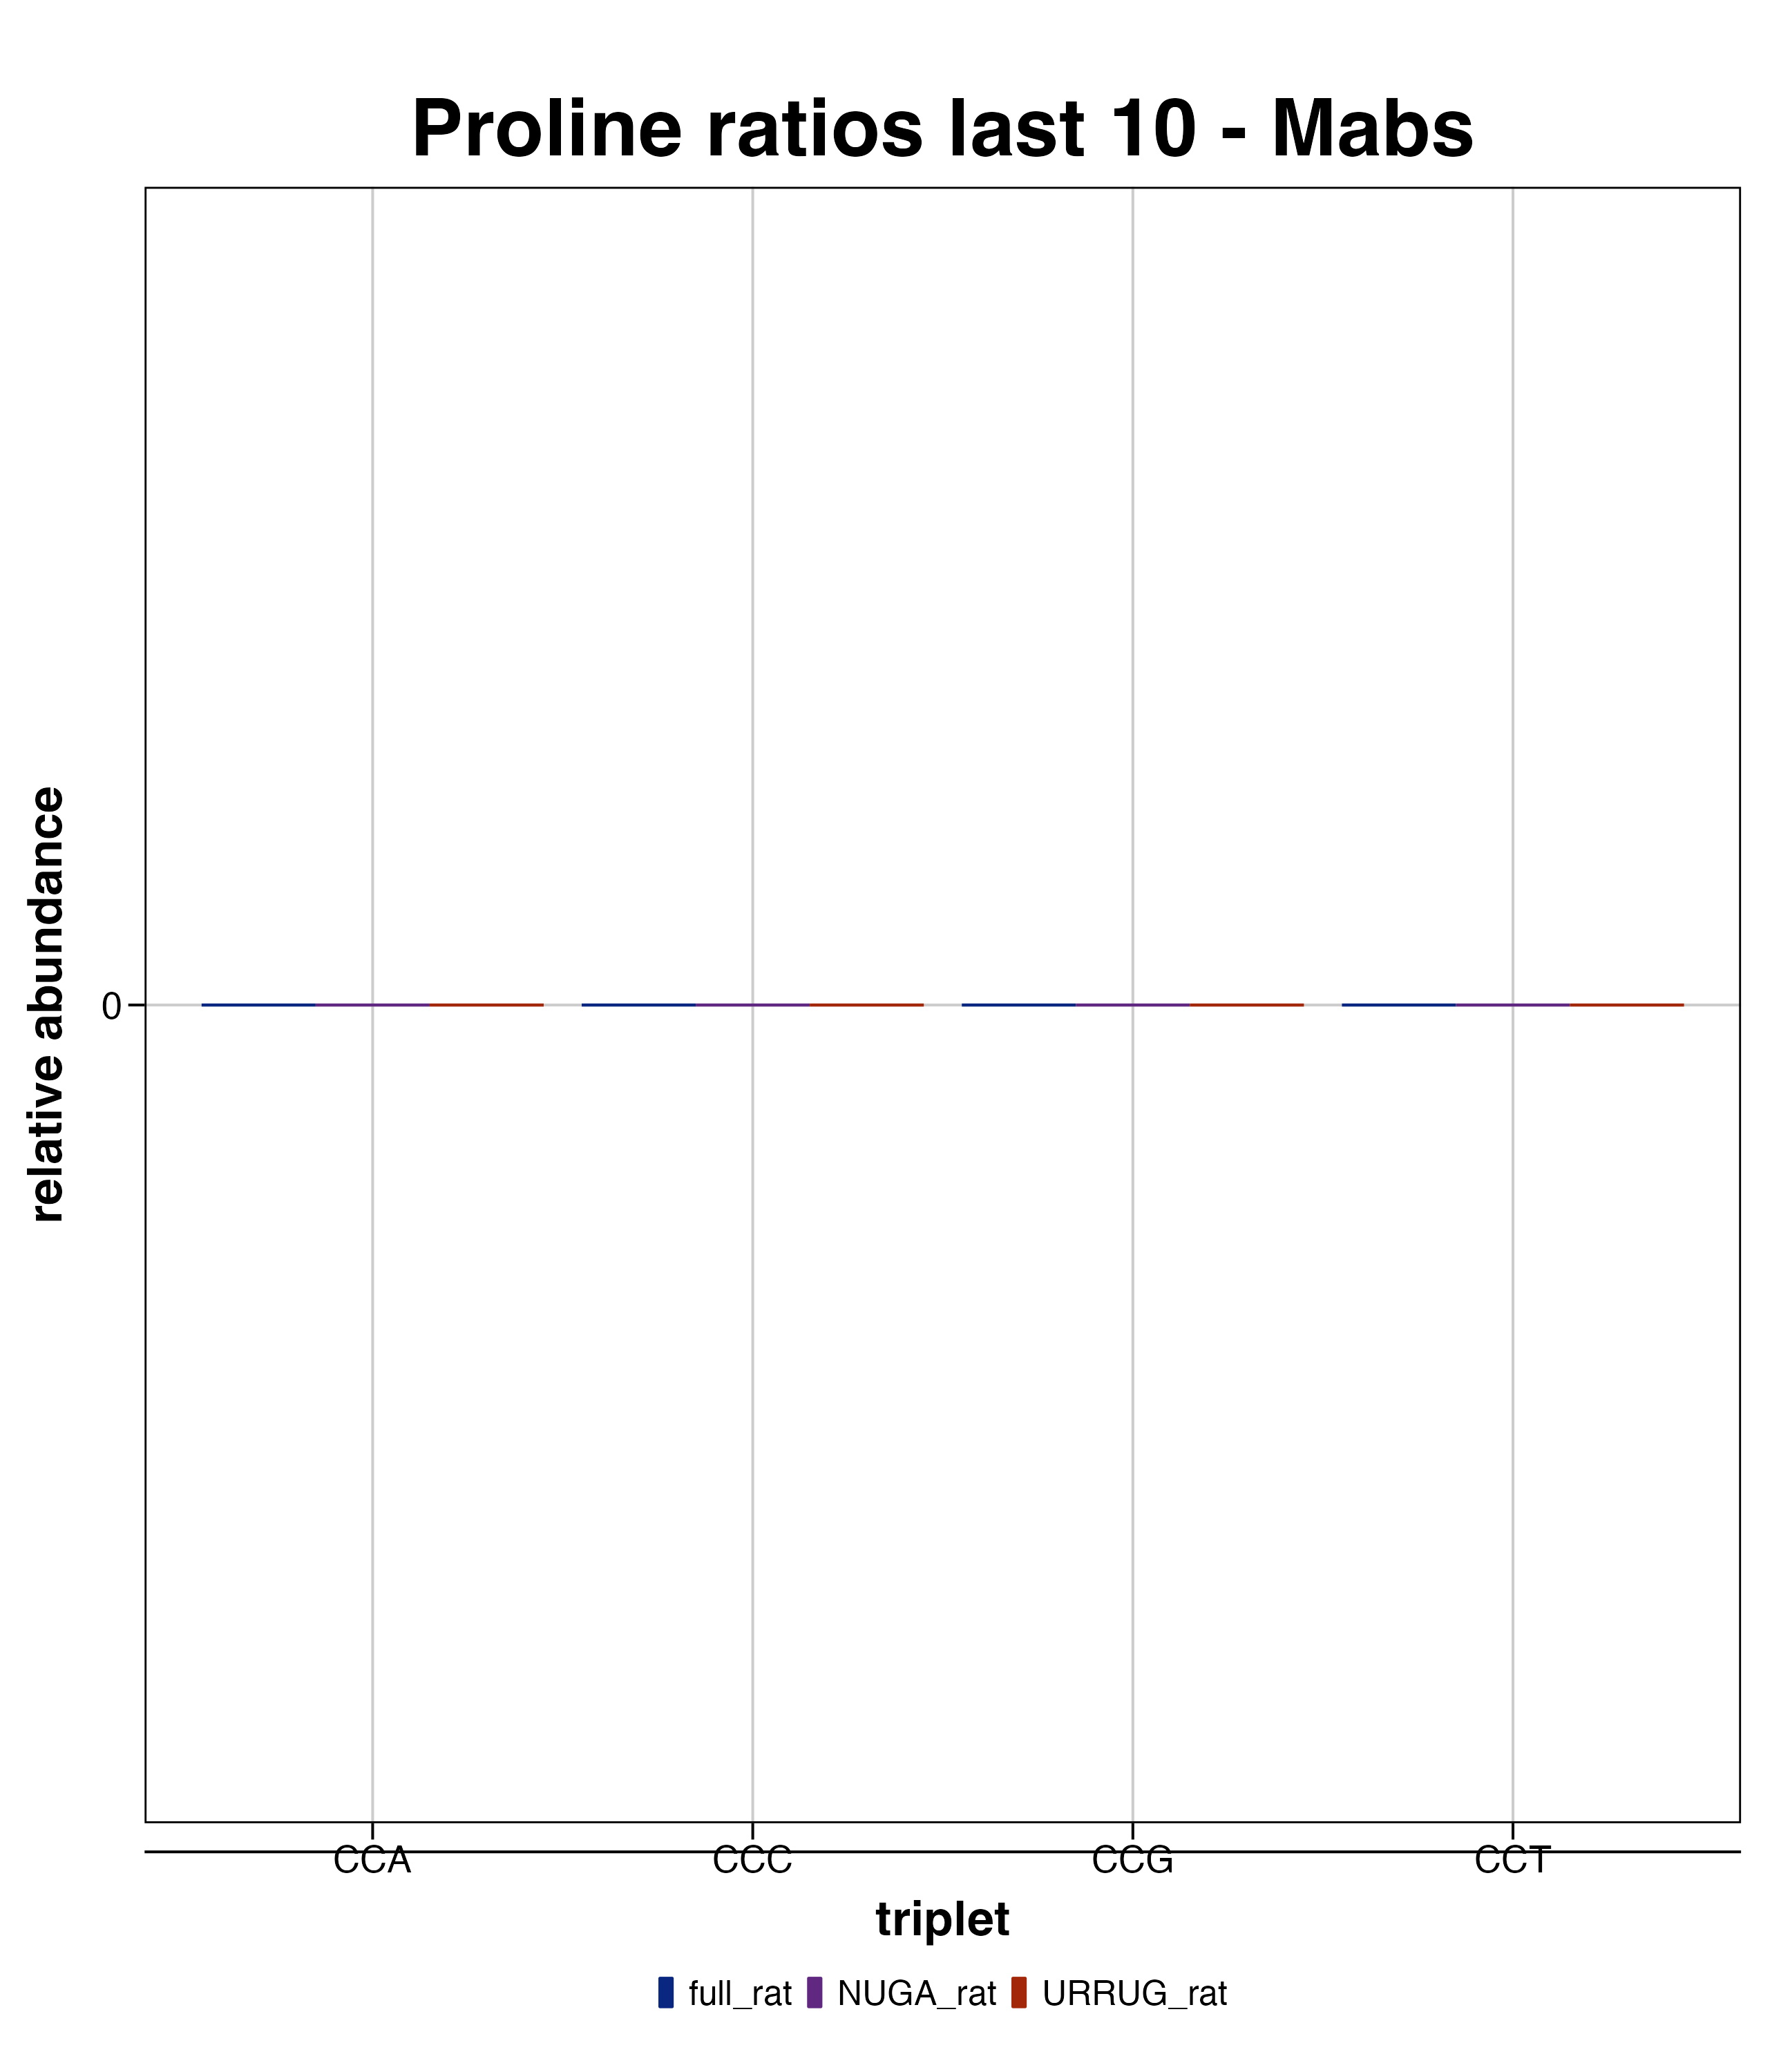 Proline ratios last 10 - Mabs
relative abundance
0
CCA CCC CCG CCT
triplet
full_rat NUGA_rat URRUG_rat